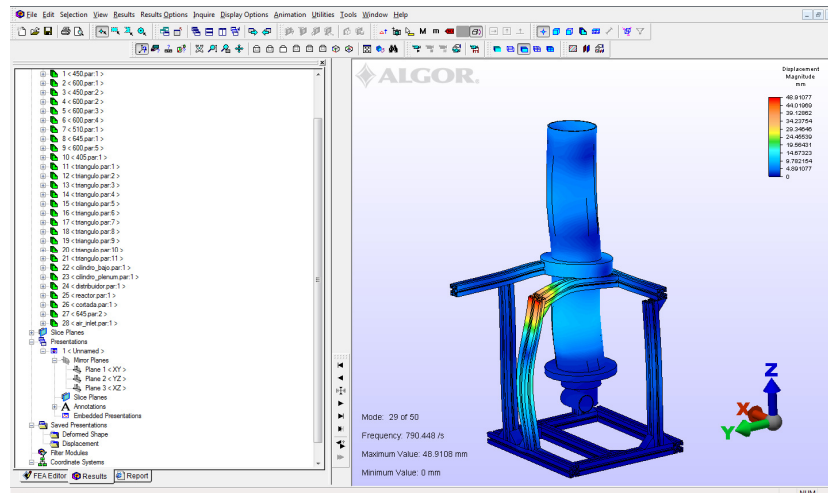 File Edit Selection View Results Results Options Inquire Display Options Animation Utilities Tools Window Help
1 < 450.par:1 >
2 < 600.par:1 >
3 < 450.par:2 >
4 < 600.par:2 >
5 < 600.par:3 >
6 < 600.par:4 >
7 < 510.par:1 >
8 < 645.par:1 >
9 < 600.par:5 >
10 < 405.par:1 >
11 < triangulo.par:1 >
12 < triangulo.par:2 >
13 < triangulo.par:3 >
14 < triangulo.par:4 >
15 < triangulo.par:5 >
16 < triangulo.par:6 >
17 < triangulo.par:7 >
18 < triangulo.par:8 >
19 < triangulo.par:9 >
20 < triangulo.par:10 >
21 < triangulo.par:11 >
22 < cilindro_bajo.par:1 >
23 < cilindro_plenum.par:1 >
24 < distribuidor.par:1 >
25 < reactor.par:1 >
26 < cortada.par:1 >
27 < 645.par:2 >
28 < air_inlet.par:1 >
Slice Planes
Presentations
1 < Unnamed >
Mirror Planes
Plane 1 < XY >
Plane 2 < YZ >
Plane 3 < XZ >
Slice Planes
Annotations
Embedded Presentations
Saved Presentations
Deformed Shape
Displacement
Filter Modules
Coordinate Systems
FEA Editor Results Report
ALGOR.
Displacement
Magnitude
mm
48.91077
44.01969
39.12862
34.23754
29.34646
24.45539
19.56431
14.67323
9.782154
4.891077
0
Mode: 29 of 50
Frequency: 790.448 /s
Maximum Value: 48.9108 mm
Minimum Value: 0 mm
Z
X
Y
NUM